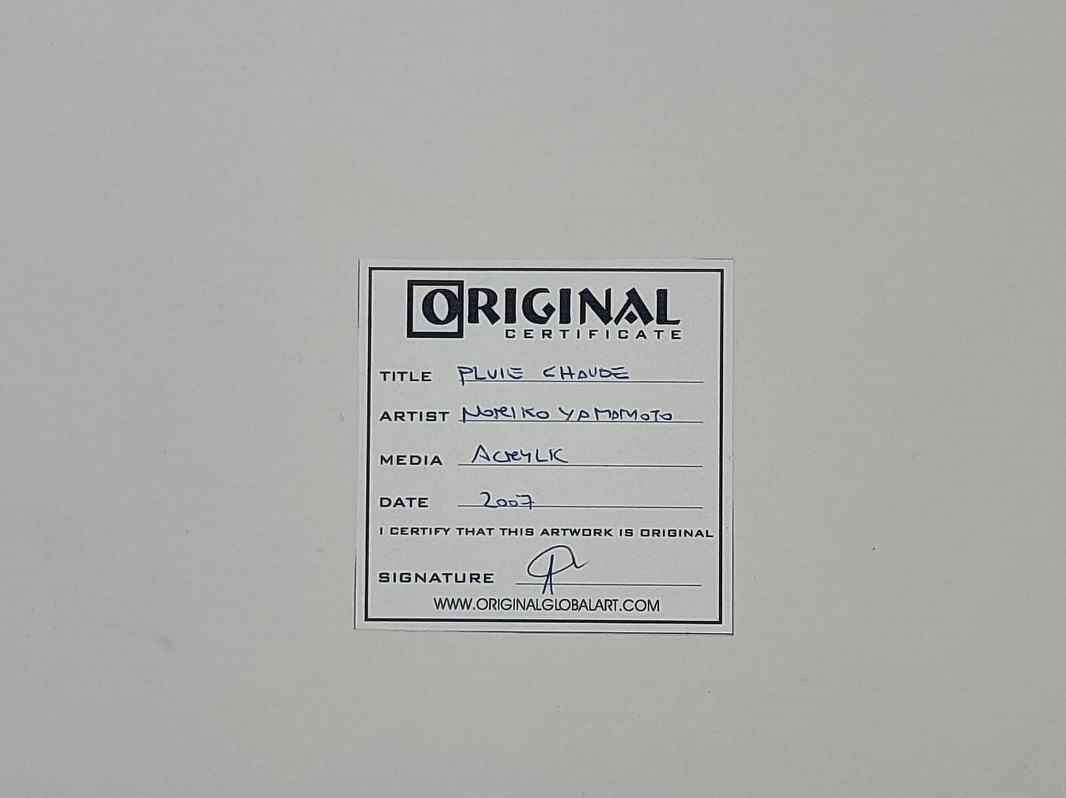 ORIGINAL
CERTIFICATE
TITLE PLUIE CHAUDE
ARTIST Noreiko YAMAMOTO
MEDIA Acrylic
DATE 2007
I CERTIFY THAT THIS ARTWORK IS ORIGINAL
SIGNATURE
WWW.ORIGINALGLOBALART.COM